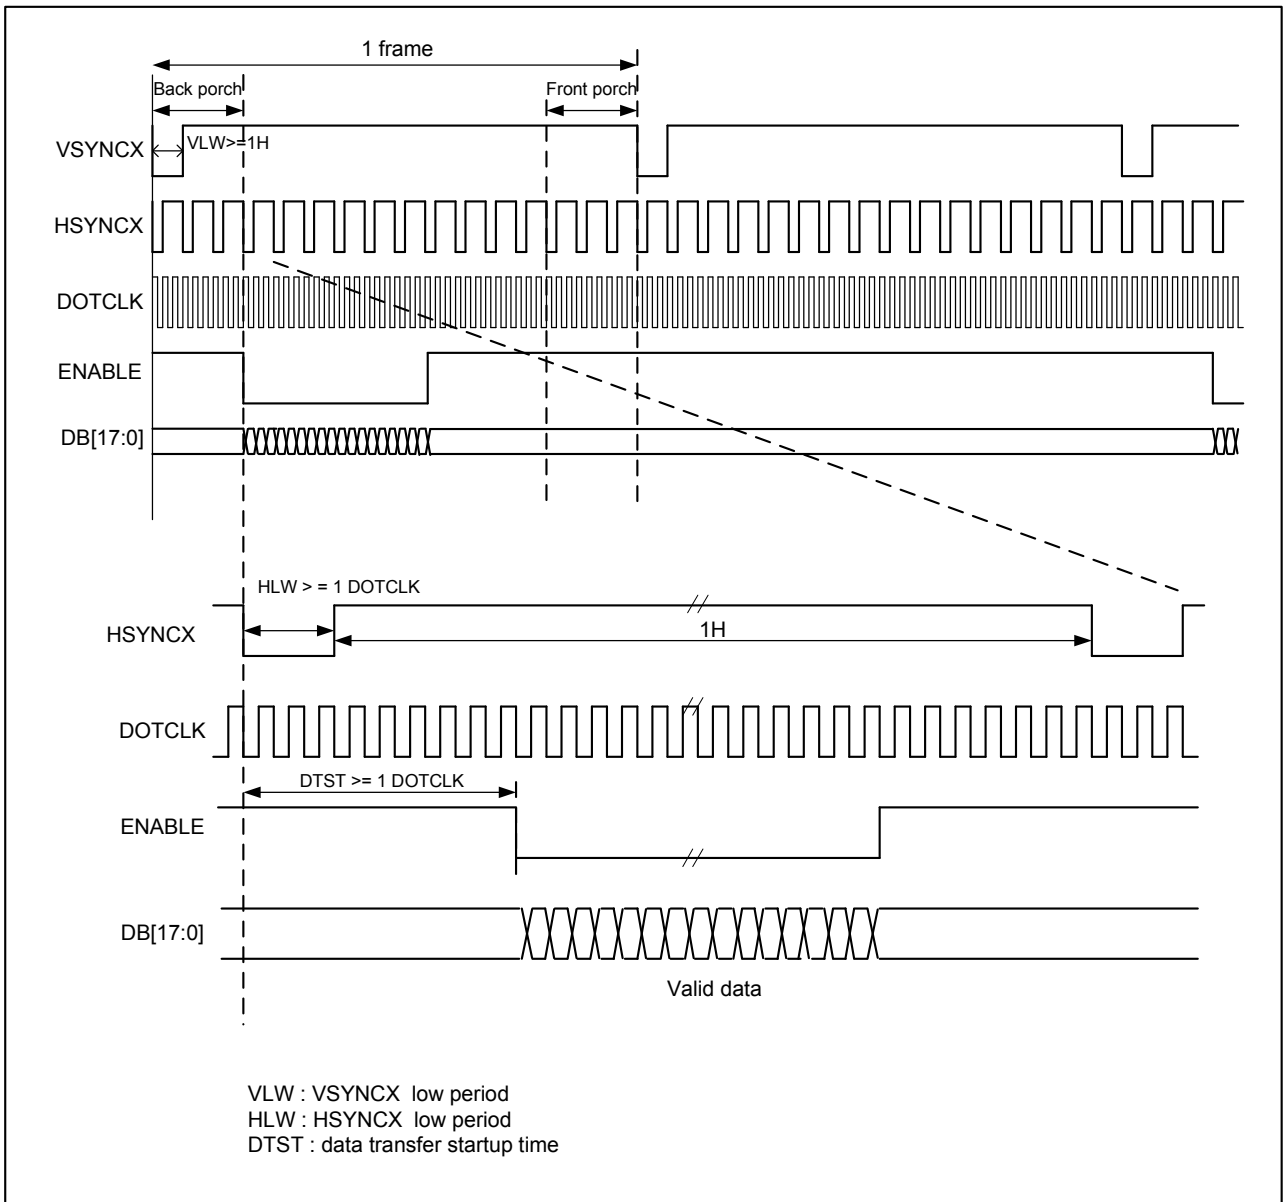 1 frame
Back porch
Front porch
VSYNCX
VLW>=1H
HSYNCX
DOTCLK
ENABLE
DB[17:0]
HLW > = 1 DOTCLK
HSYNCX
1H
DOTCLK
DTST >= 1 DOTCLK
ENABLE
DB[17:0]
Valid data
VLW : VSYNCX low period
HLW : HSYNCX low period
DTST : data transfer startup time